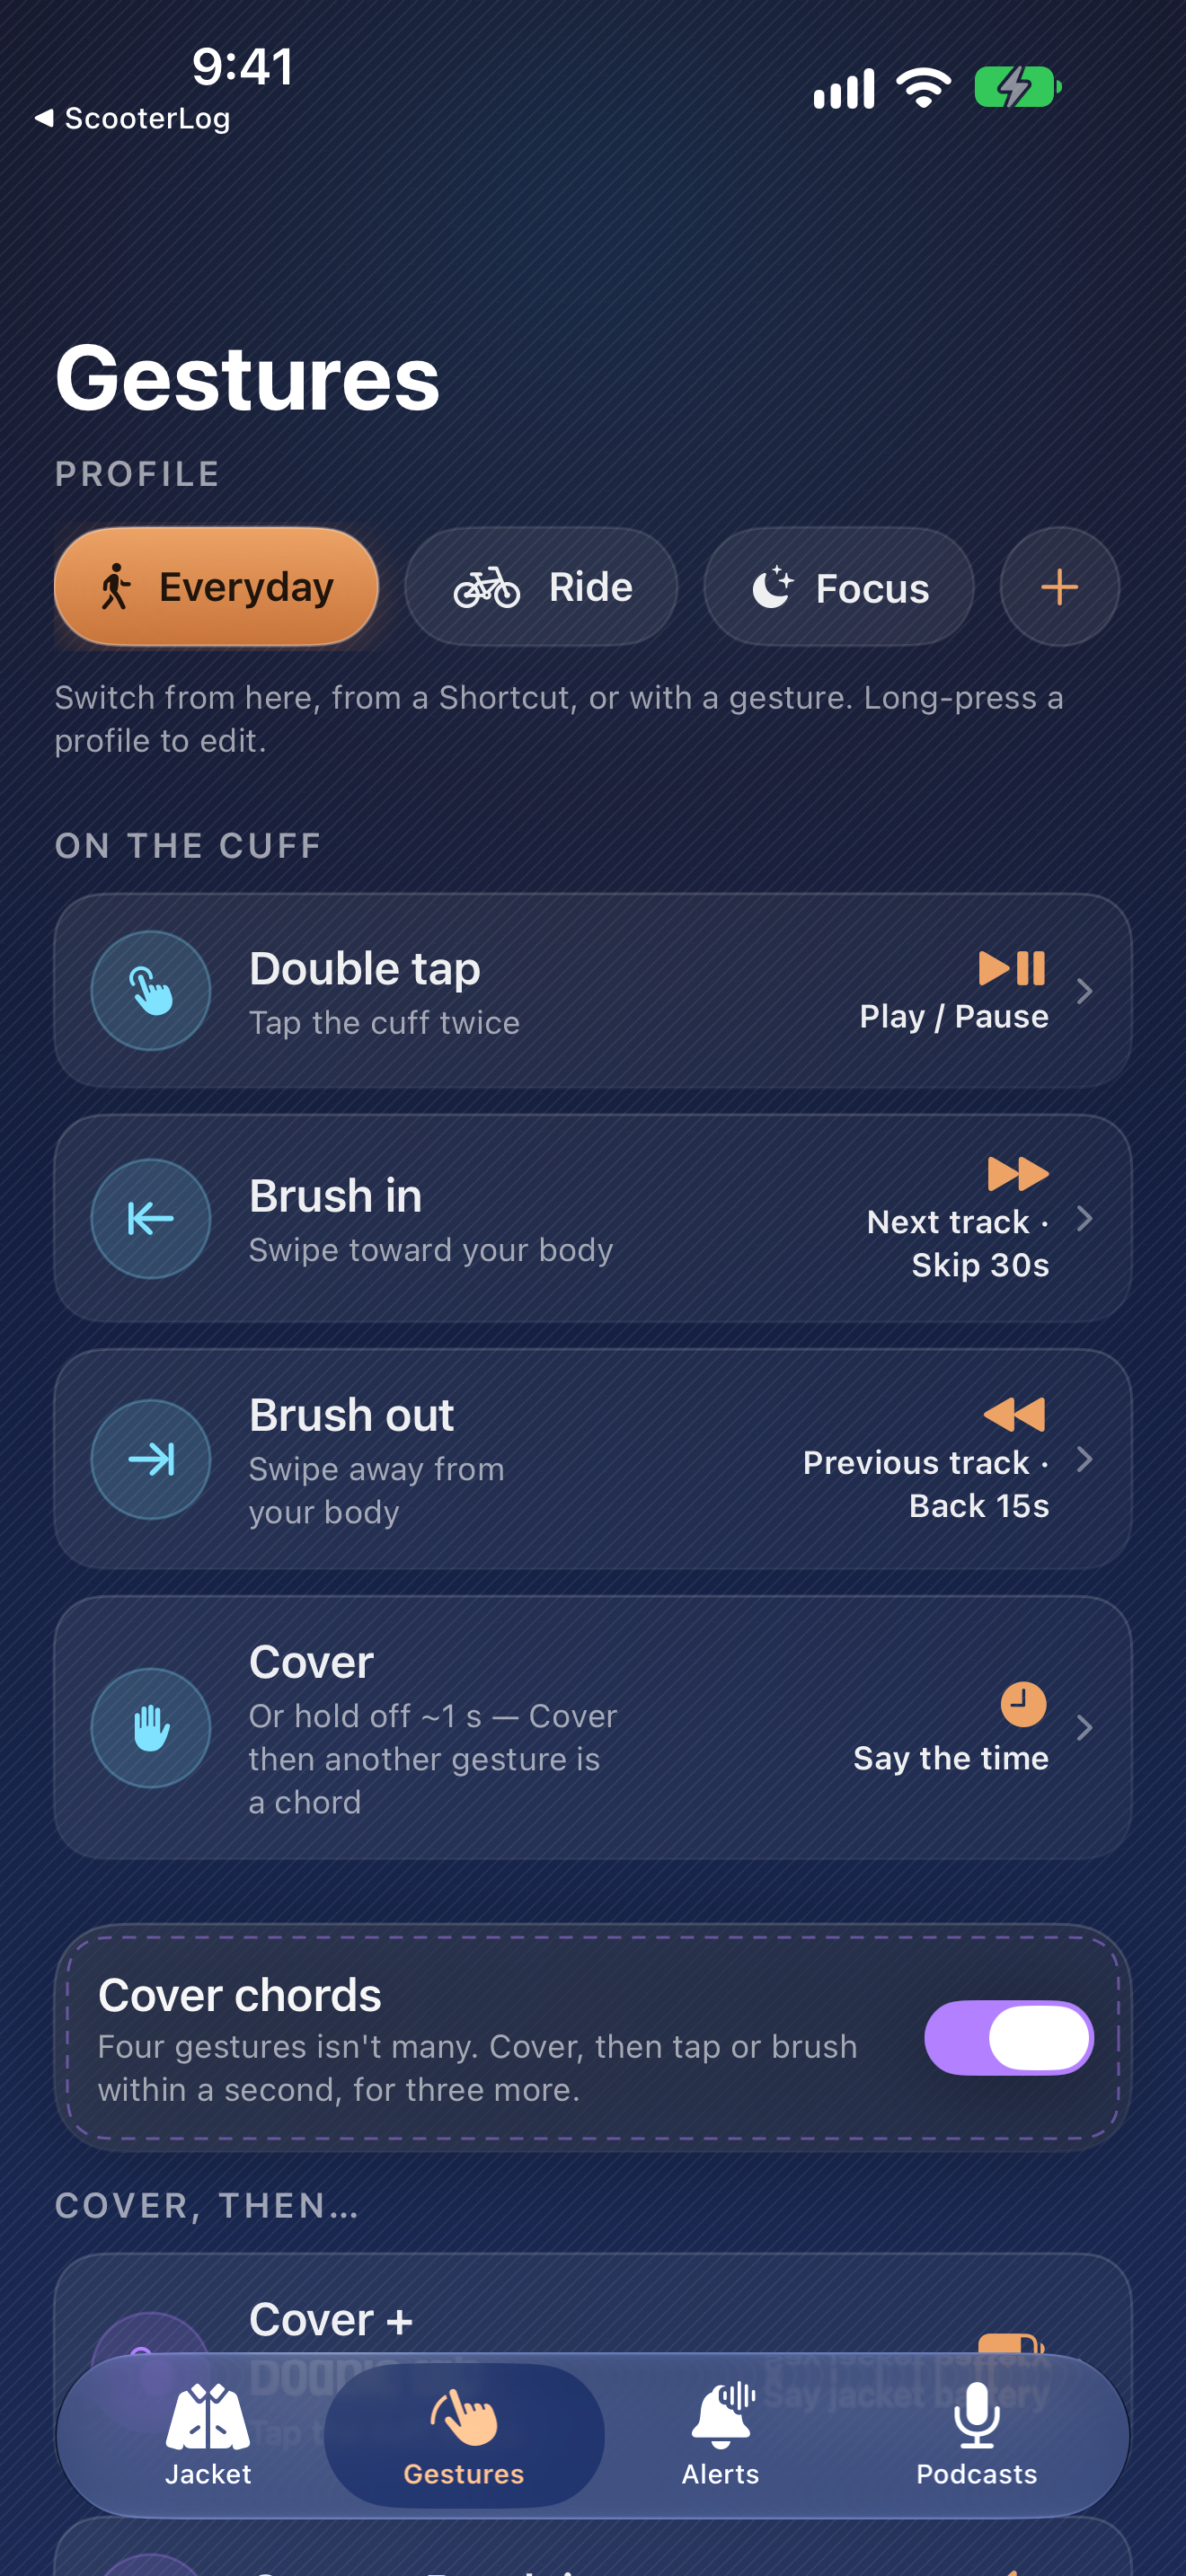 9:41
ScooterLog
Gestures
PROFILE
Everyday
Ride
Focus
Switch from here, from a Shortcut, or with a gesture. Long-press a
profile to edit.
ON THE CUFF
Double tap
Tap the cuff twice
Play / Pause
Brush in
Swipe toward your body
Next track ·
Skip 30s
Brush out
Swipe away from
your body
Previous track ·
Back 15s
Cover
Or hold off ~1 s — Cover
then another gesture is
a chord
Say the time
Cover chords
Four gestures isn't many. Cover, then tap or brush
within a second, for three more.
COVER, THEN…
Cover +
Say jacket battery
Jacket
Gestures
Alerts
Podcasts